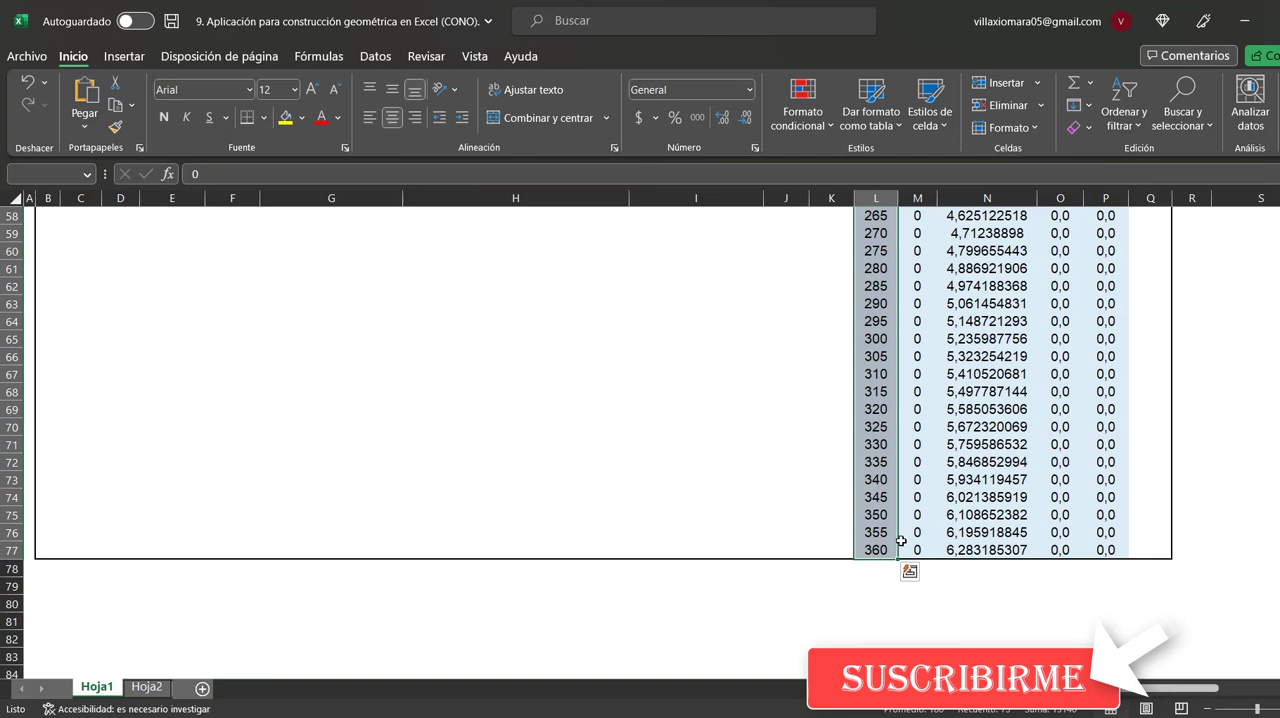 Autoguardado
9. Aplicación para construcción geométrica en Excel (CONO).
Buscar
villaxiomara05@gmail.com
V
Archivo Inicio Insertar Disposición de página Fórmulas Datos Revisar Vista Ayuda
Comentarios
Pegar
Arial 12
N K S
Ajustar texto
Combinar y centrar
General
$ % 000
Formato condicional
Dar formato como tabla
Estilos de celda
Insertar
Eliminar
Formato
Ordenar y filtrar
Buscar y seleccionar
Analizar datos
Deshacer Portapapeles Fuente Alineación Número Estilos Celdas Edición Análisis
fx 0
A B C D E F G H I J K L M N O P Q R S
58 265 0 4,625122518 0,0 0,0
59 270 0 4,71238898 0,0 0,0
60 275 0 4,799655443 0,0 0,0
61 280 0 4,886921906 0,0 0,0
62 285 0 4,974188368 0,0 0,0
63 290 0 5,061454831 0,0 0,0
64 295 0 5,148721293 0,0 0,0
65 300 0 5,235987756 0,0 0,0
66 305 0 5,323254219 0,0 0,0
67 310 0 5,410520681 0,0 0,0
68 315 0 5,497787144 0,0 0,0
69 320 0 5,585053606 0,0 0,0
70 325 0 5,672320069 0,0 0,0
71 330 0 5,759586532 0,0 0,0
72 335 0 5,846852994 0,0 0,0
73 340 0 5,934119457 0,0 0,0
74 345 0 6,021385919 0,0 0,0
75 350 0 6,108652382 0,0 0,0
76 355 0 6,195918845 0,0 0,0
77 360 0 6,283185307 0,0 0,0
78
79
80
81
82
83
84
SUSCRIBIRME
Hoja1 Hoja2
Listo Accesibilidad: es necesario investigar